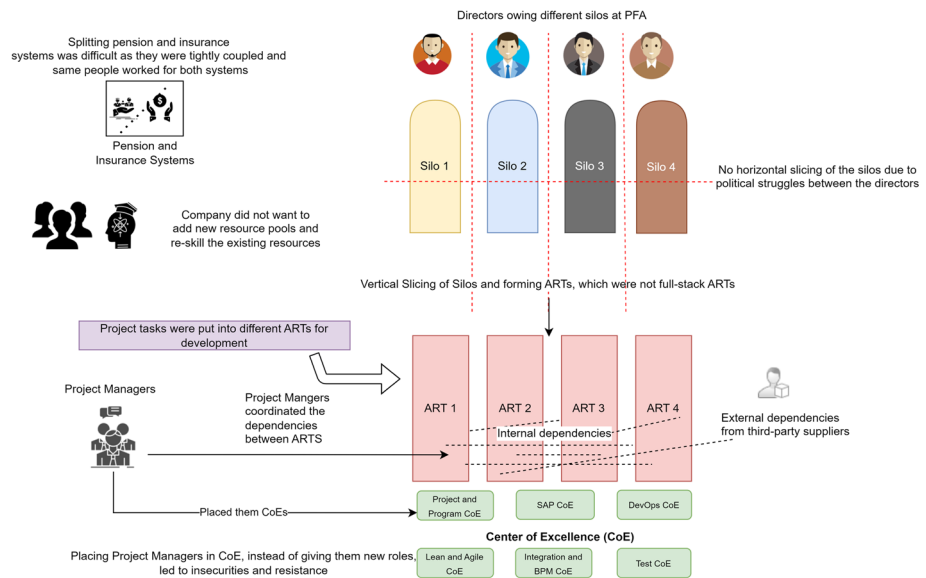 Directors owing different silos at PFA
Splitting pension and insurance
systems was difficult as they were tightly coupled and
same people worked for both systems
Pension and
Insurance Systems
Silo 1
Silo 2
Silo 3
Silo 4
No horizontal slicing of the silos due to
political struggles between the directors
Company did not want to
add new resource pools and
re-skill the existing resources
Vertical Slicing of Silos and forming ARTs, which were not full-stack ARTs
Project tasks were put into different ARTs for
development
Project Managers
Project Mangers
coordinated the
dependencies
between ARTS
ART 1
ART 2
ART 3
ART 4
Internal dependencies
External dependencies
from third-party suppliers
Placed them CoEs
Project and
Program CoE
SAP CoE
DevOps CoE
Center of Excellence (CoE)
Placing Project Managers in CoE, instead of giving them new roles,
led to insecurities and resistance
Lean and Agile
CoE
Integration and
BPM CoE
Test CoE